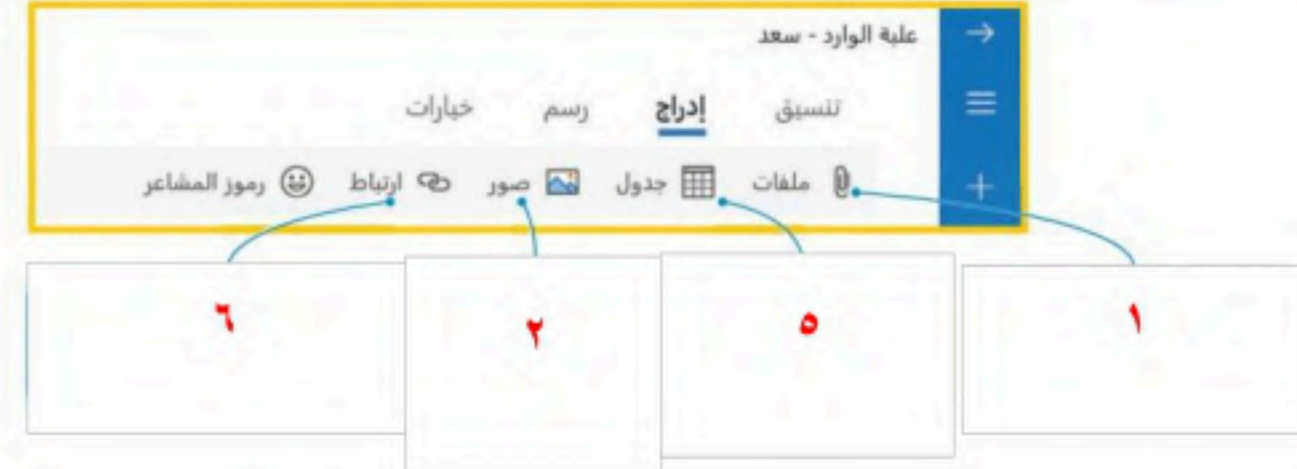 علبة الوارد - سعد
تنسيق إدراج رسم خيارات
ملفات جدول صور ارتباط رموز المشاعر
١ ٥ ٢ ٦